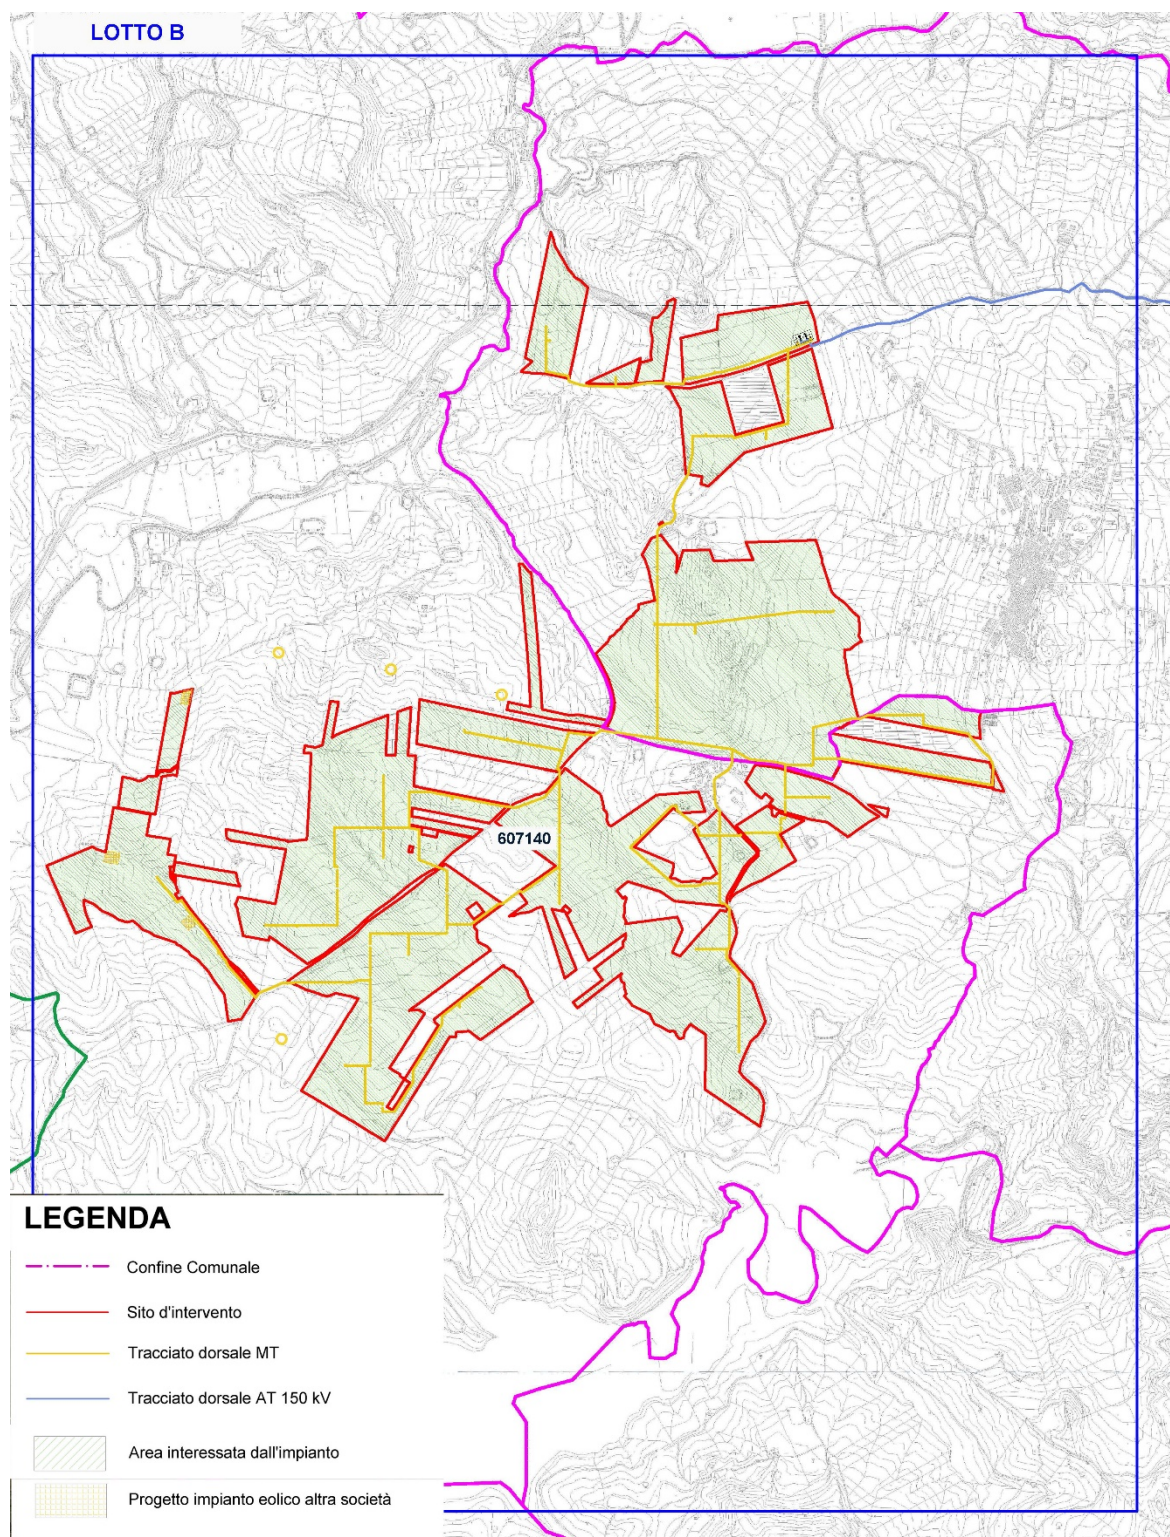 LOTTO B
607140
LEGENDA
Confine Comunale
Sito d'intervento
Tracciato dorsale MT
Tracciato dorsale AT 150 kV
Area interessata dall'impianto
Progetto impianto eolico altra società